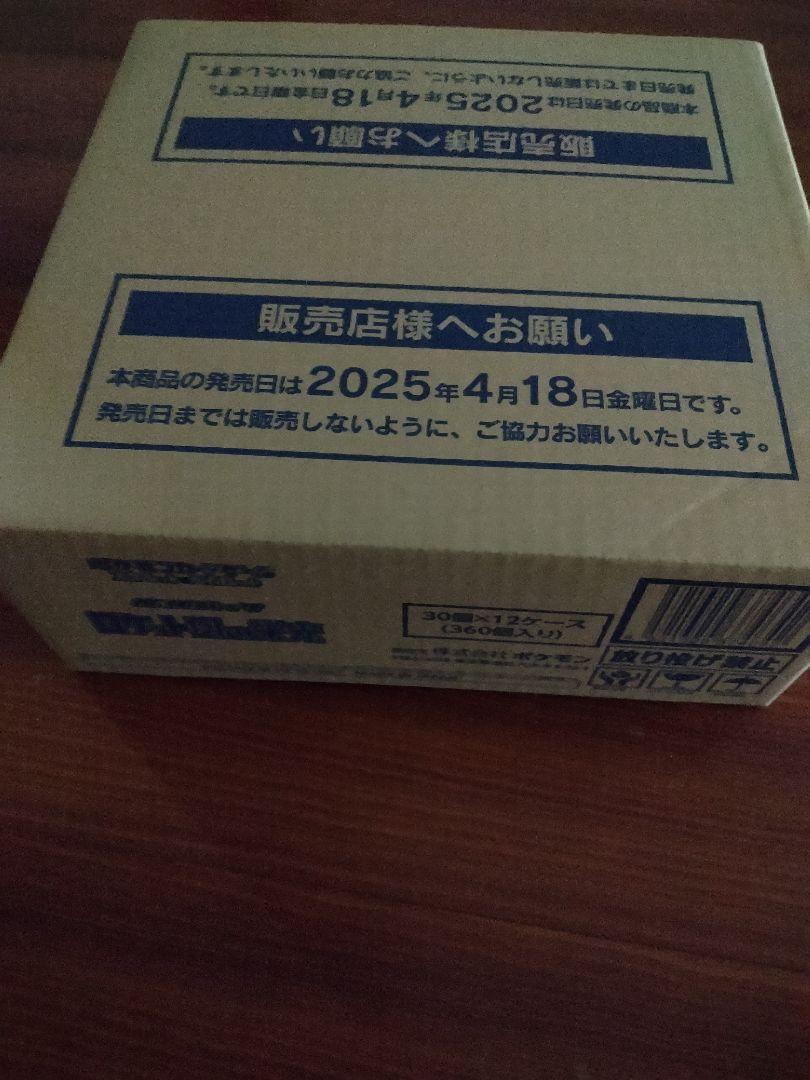 販売店様へお願い
本商品の発売日は2025年4月18日金曜日です。
発売日までは販売しないように、ご協力お願いいたします。
販売店様へお願い
本商品の発売日は2025年4月18日金曜日です。
発売日までは販売しないように、ご協力お願いいたします。
30個×12ケース
(360個入り)
株式会社ポケモン
放り投げ禁止